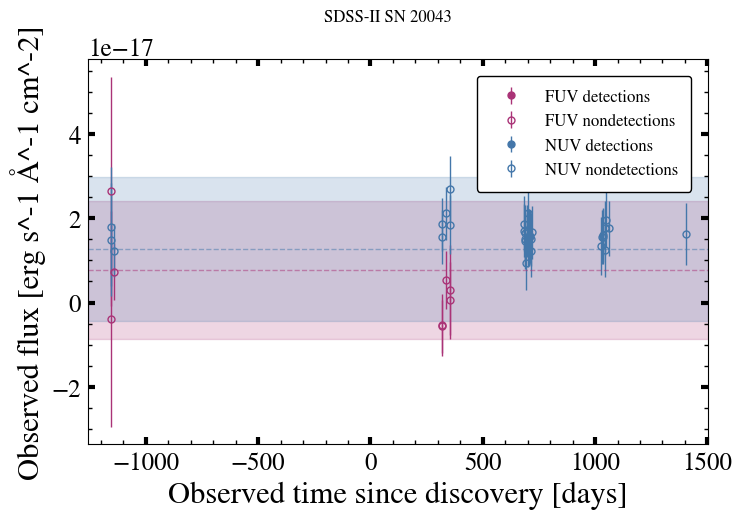 SDSS-II SN 20043
1e−17
Observed flux [erg s^-1 Å^-1 cm^-2]
4
2
0
−2
FUV detections
FUV nondetections
NUV detections
NUV nondetections
−1000
−500
0
500
1000
1500
Observed time since discovery [days]